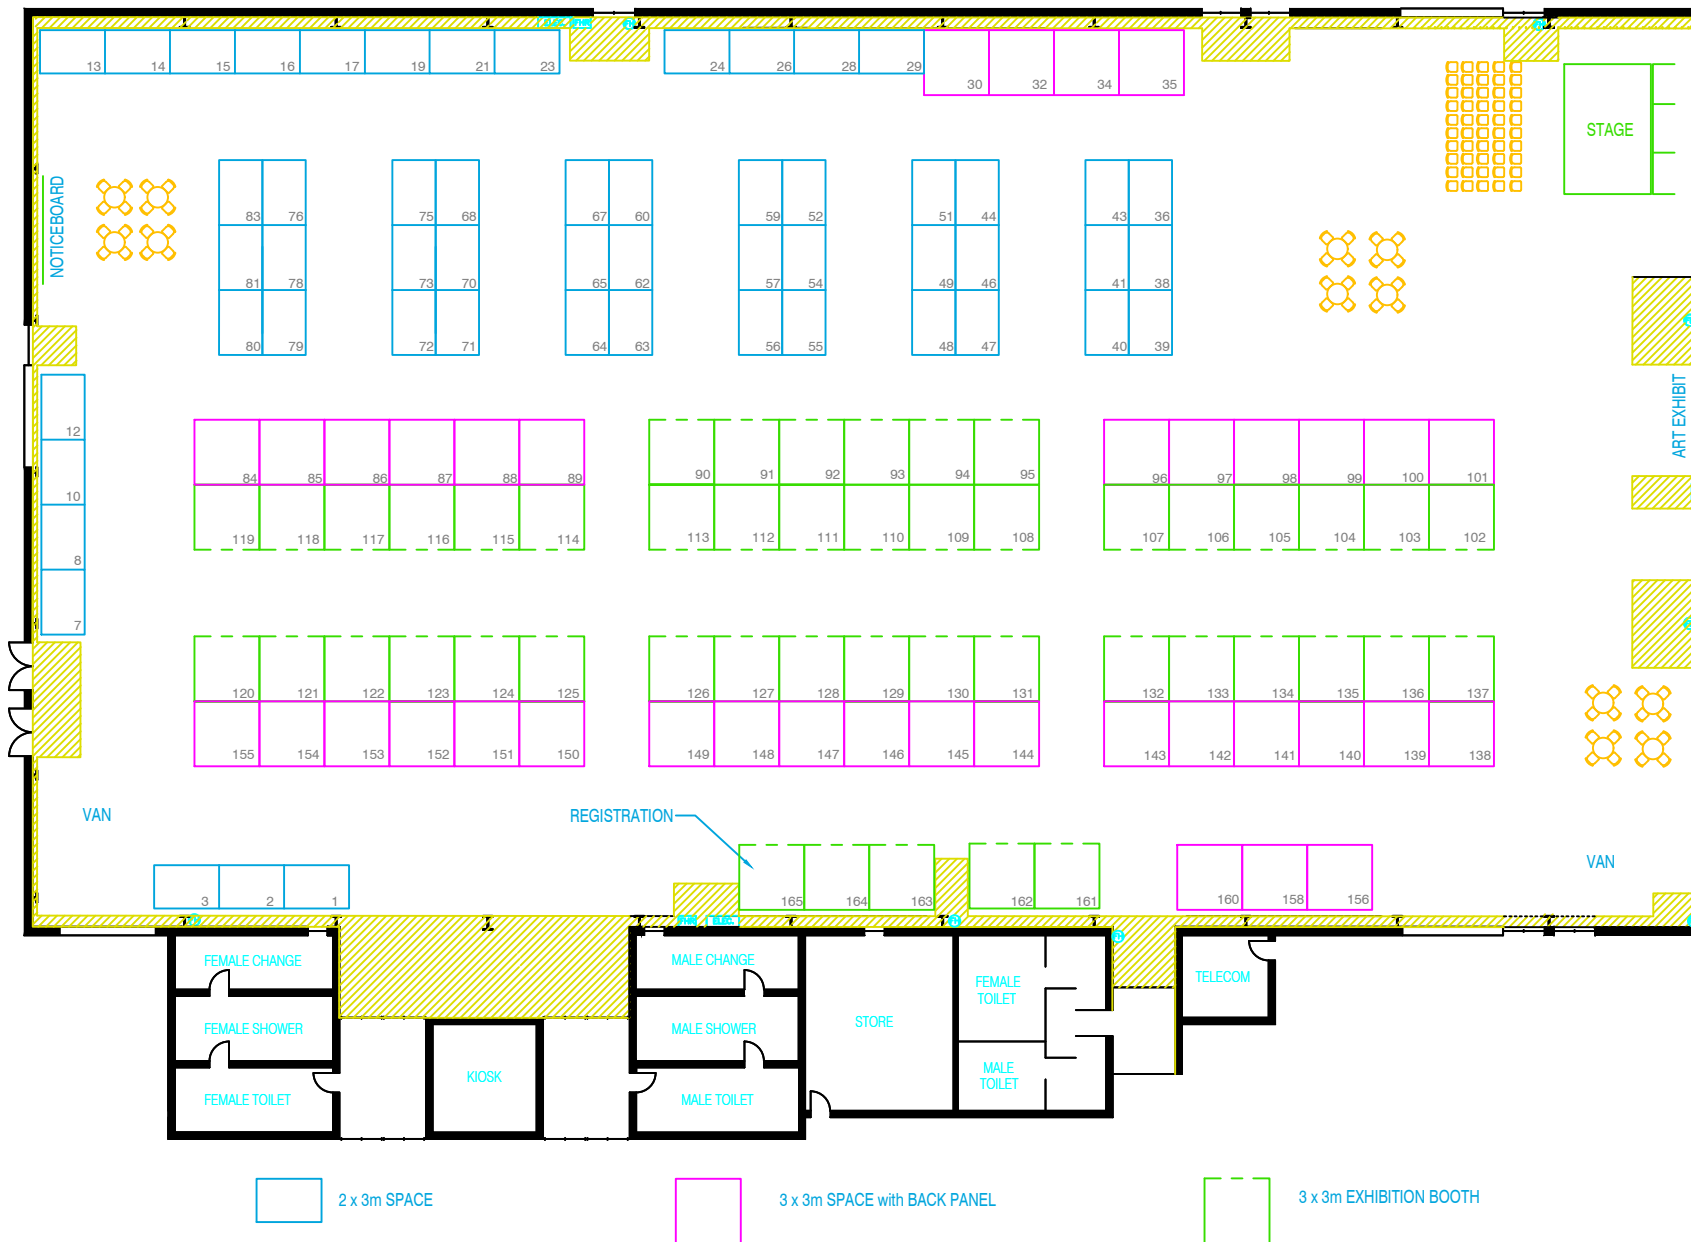 13 14 15 16 17 19 21 23 24 26 28 29 30 32 34 35
STAGE
NOTICEBOARD
83 76 75 68 67 60 59 52 51 44 43 36
81 78 73 70 65 62 57 54 49 46 41 38
80 79 72 71 64 63 56 55 48 47 40 39
ART EXHIBIT
12
10
8
7
84 85 86 87 88 89 90 91 92 93 94 95 96 97 98 99 100 101
119 118 117 116 115 114 113 112 111 110 109 108 107 106 105 104 103 102
120 121 122 123 124 125 126 127 128 129 130 131 132 133 134 135 136 137
155 154 153 152 151 150 149 148 147 146 145 144 143 142 141 140 139 138
VAN
REGISTRATION
VAN
3 2 1 165 164 163 162 161 160 158 156
FEMALE CHANGE
MALE CHANGE
FEMALE
TOILET
TELECOM
FEMALE SHOWER
MALE SHOWER
STORE
KIOSK
MALE
TOILET
FEMALE TOILET
MALE TOILET
2 x 3m SPACE
3 x 3m SPACE with BACK PANEL
3 x 3m EXHIBITION BOOTH